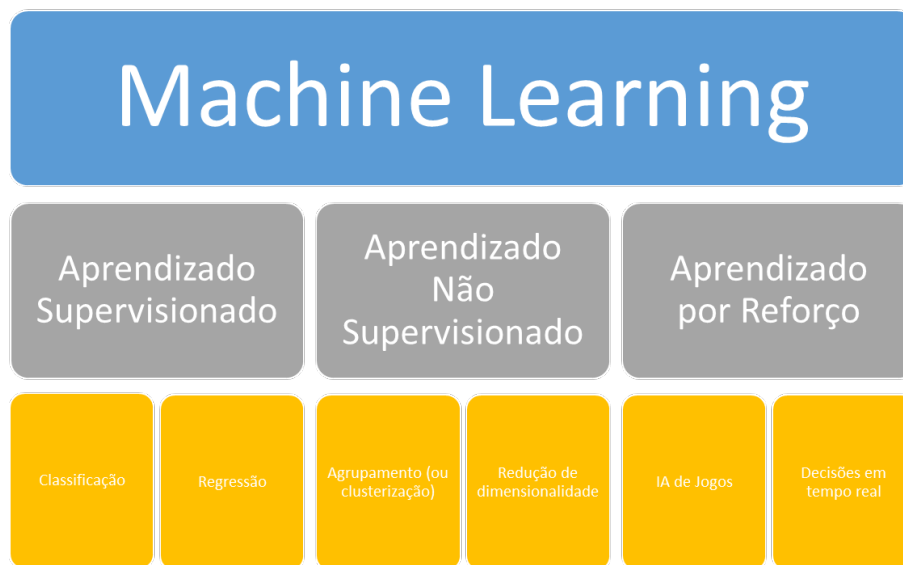 Machine Learning
Aprendizado
Supervisionado
Aprendizado
Não
Supervisionado
Aprendizado
por Reforço
Classificação
Regressão
Agrupamento (ou
clusterização)
Redução de
dimensionalidade
IA de Jogos
Decisões em
tempo real